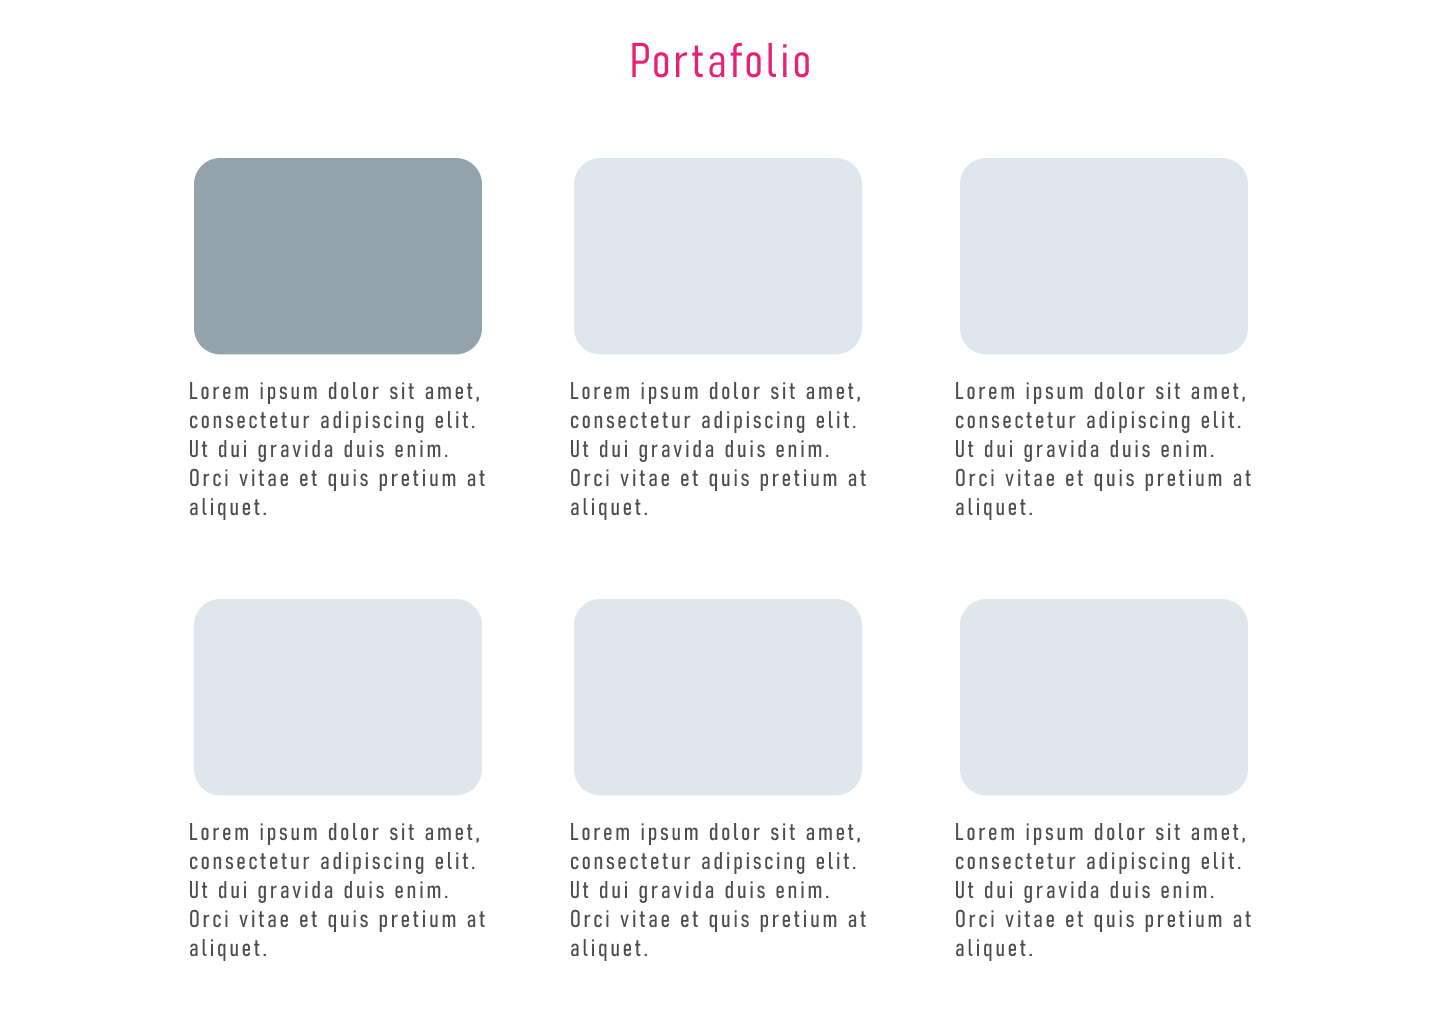 Portafolio
Lorem ipsum dolor sit amet,
consectetur adipiscing elit.
Ut dui gravida duis enim.
Orci vitae et quis pretium at
aliquet.
Lorem ipsum dolor sit amet,
consectetur adipiscing elit.
Ut dui gravida duis enim.
Orci vitae et quis pretium at
aliquet.
Lorem ipsum dolor sit amet,
consectetur adipiscing elit.
Ut dui gravida duis enim.
Orci vitae et quis pretium at
aliquet.
Lorem ipsum dolor sit amet,
consectetur adipiscing elit.
Ut dui gravida duis enim.
Orci vitae et quis pretium at
aliquet.
Lorem ipsum dolor sit amet,
consectetur adipiscing elit.
Ut dui gravida duis enim.
Orci vitae et quis pretium at
aliquet.
Lorem ipsum dolor sit amet,
consectetur adipiscing elit.
Ut dui gravida duis enim.
Orci vitae et quis pretium at
aliquet.